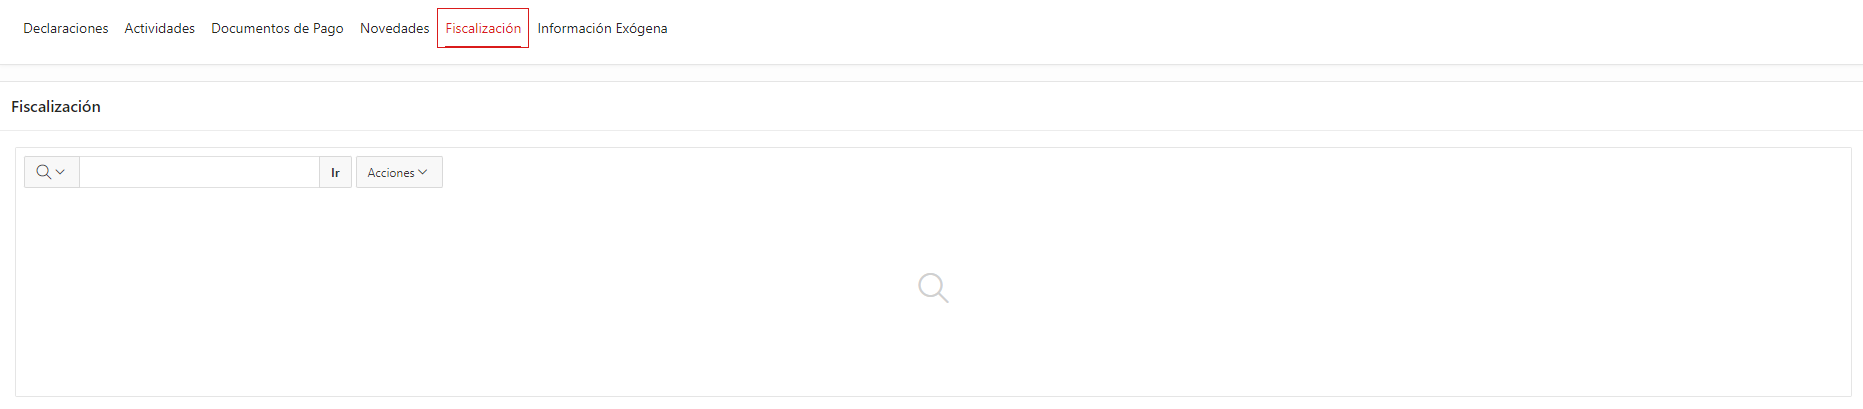 Declaraciones Actividades Documentos de Pago Novedades Fiscalización Información Exógena
Fiscalización
Ir Acciones